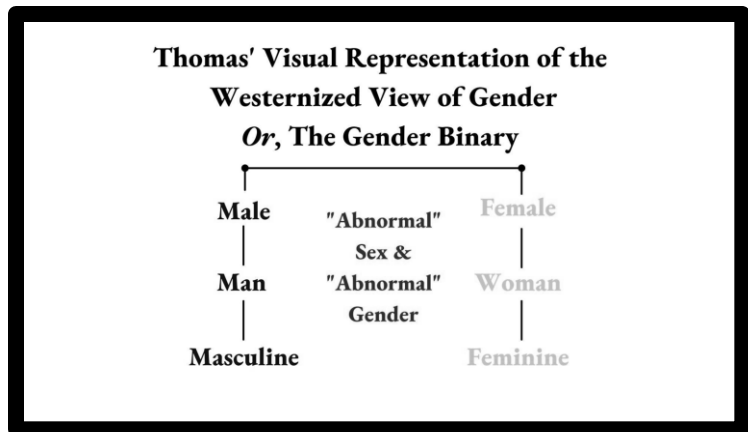 Thomas' Visual Representation of the
Westernized View of Gender
Or, The Gender Binary
Male
"Abnormal"
Sex &
"Abnormal"
Gender
Female
Man
Woman
Masculine
Feminine